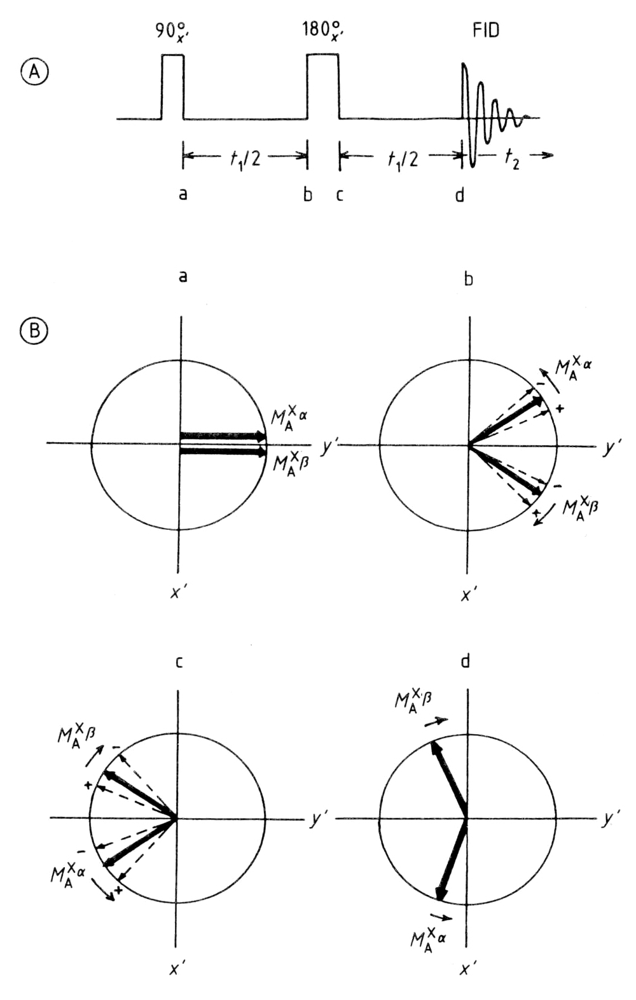 90°x' 180°x' FID
A
t1/2 t1/2 t2
a b c d
a b
B
MAXα
MAXβ
y'
x'
MAXα
- +
-
+ MAXβ
y'
x'
c d
MAXβ
-
+
-
MAXα +
y'
x'
MAXβ
y'
MAXα
x'